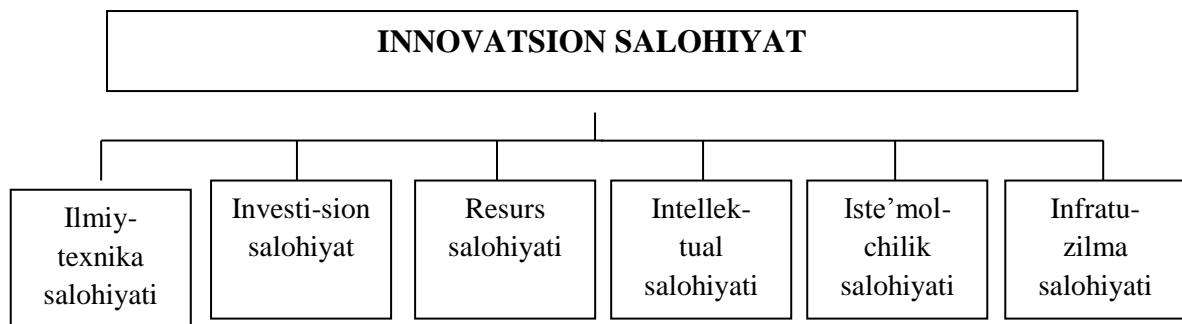 INNOVATSION SALOHIYAT
Ilmiy-
texnika
salohiyati
Investi-sion
salohiyat
Resurs
salohiyati
Intellek-
tual
salohiyati
Iste’mol-
chilik
salohiyati
Infratu-
zilma
salohiyati